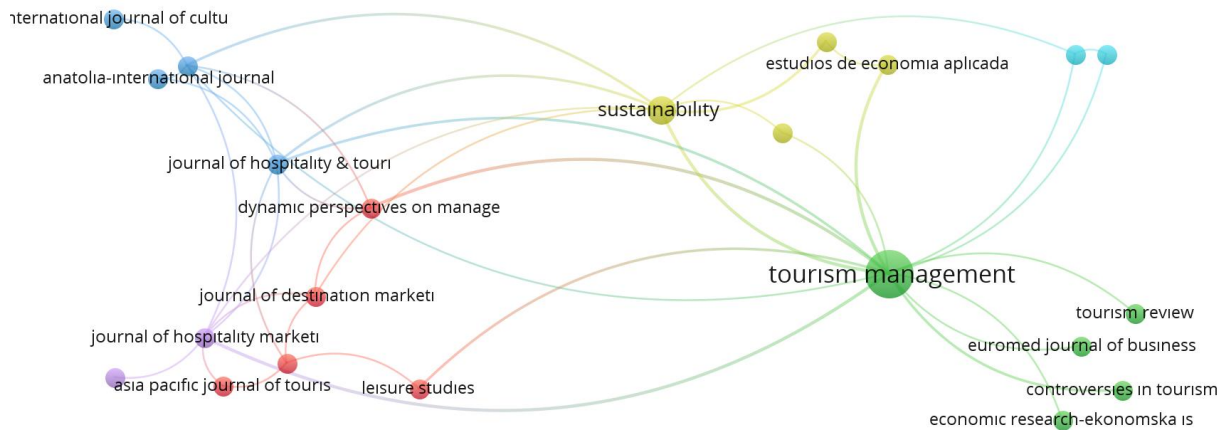 nternational journal of cultu
anatolia-international journal
estudios de economia aplicada
sustainability
journal of hospitality & touri
dynamic perspectives on manage
tourism management
journal of destination marketi
tourism review
journal of hospitality marketi
euromed journal of business
asia pacific journal of touris
leisure studies
controversies in tourism
economic research-ekonomska is